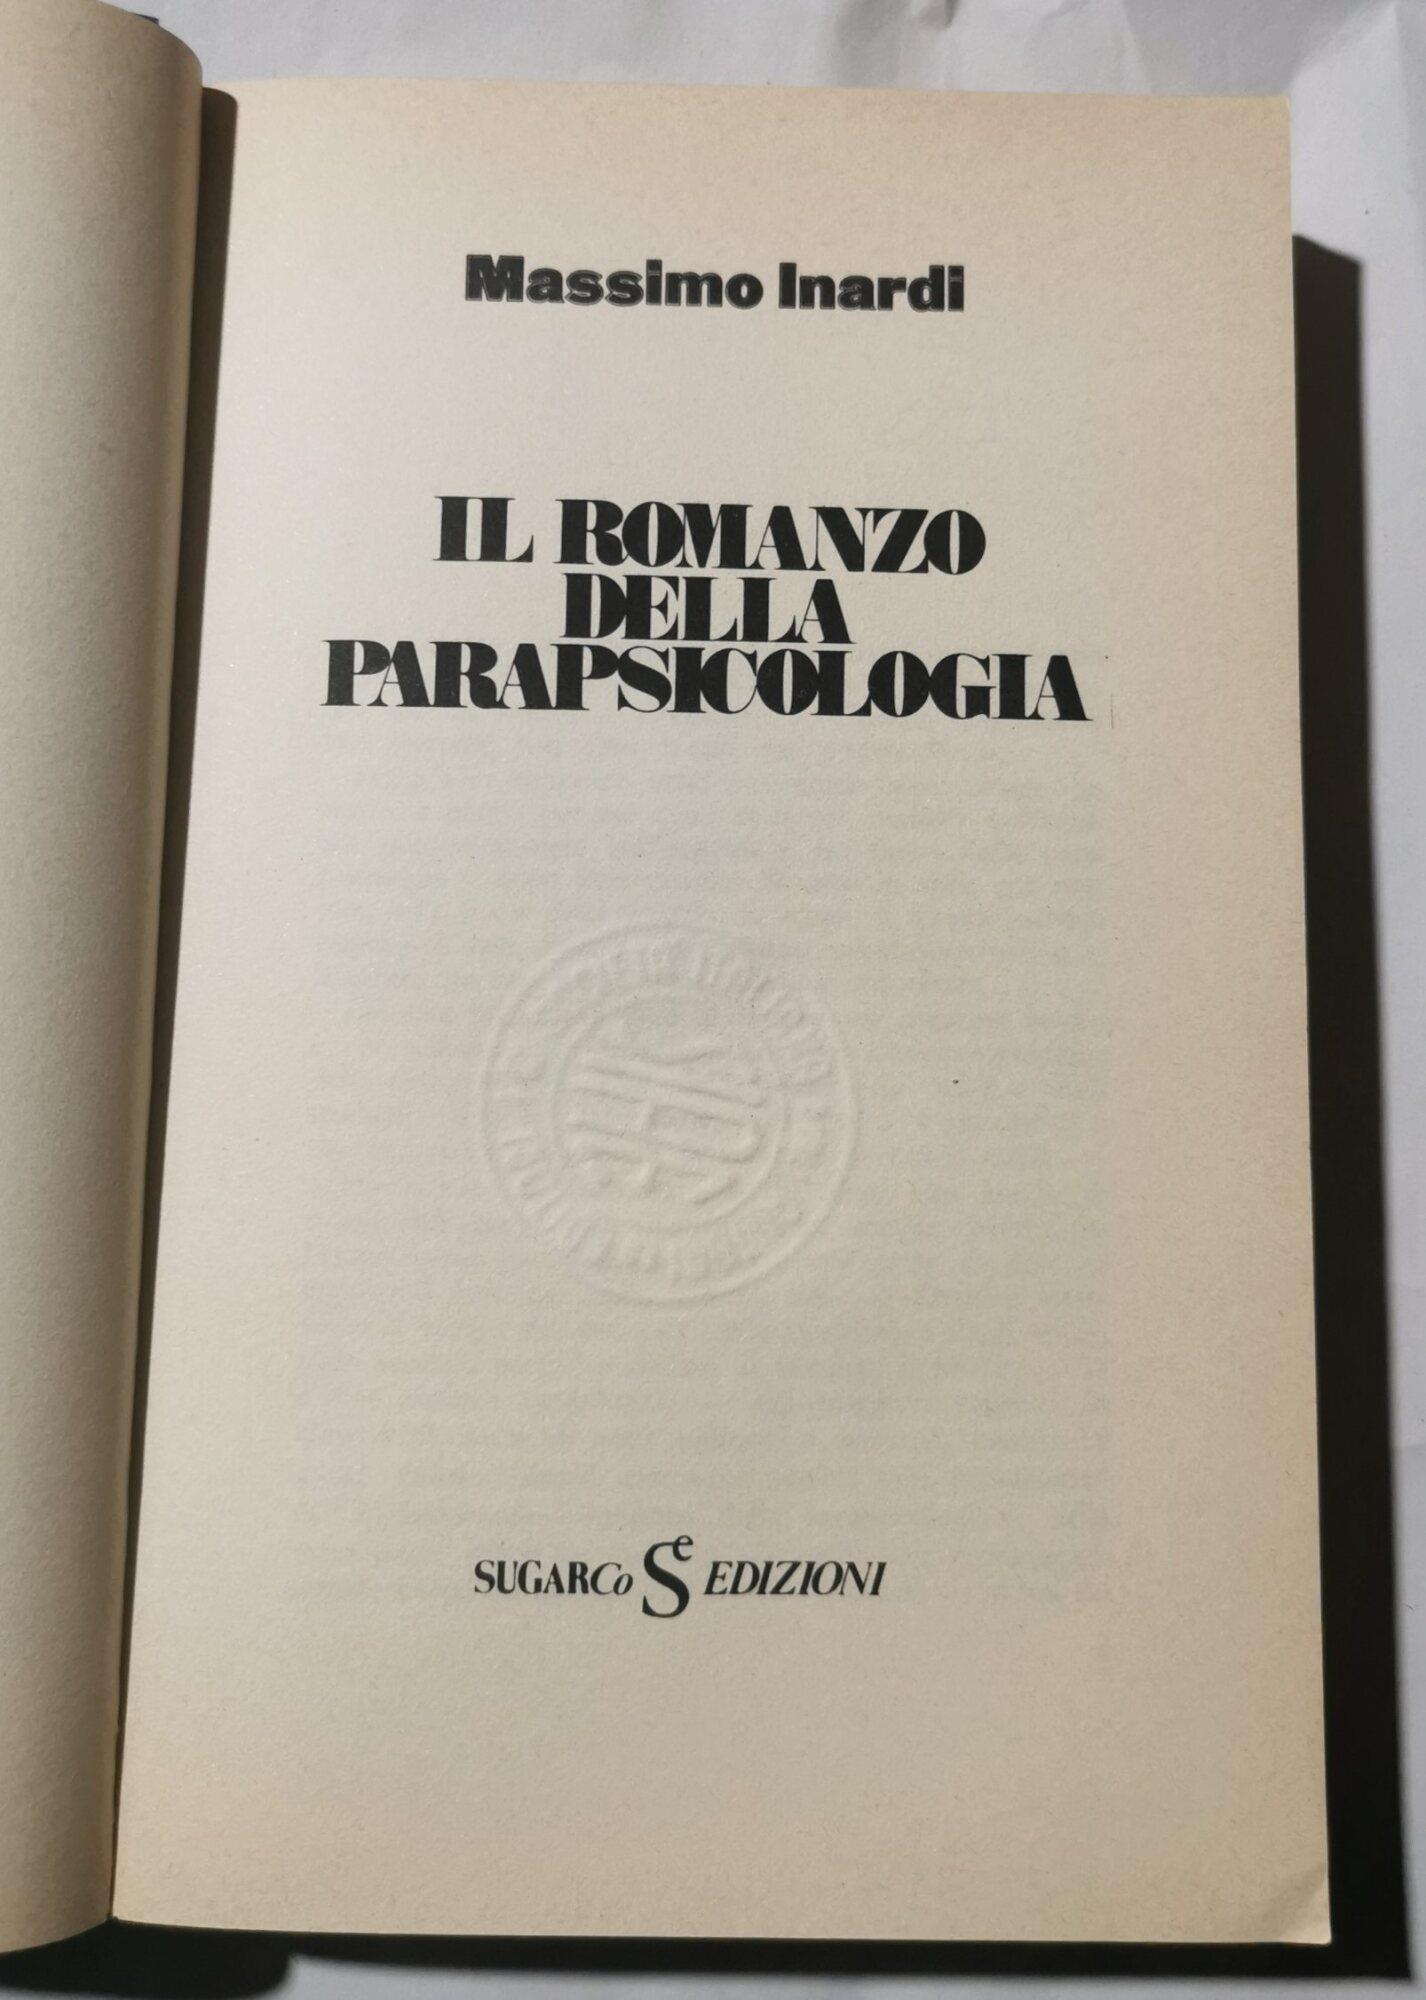 Massimo Inardi
IL ROMANZO
DELLA
PARAPSICOLOGIA
SUGARCo Se EDIZIONI